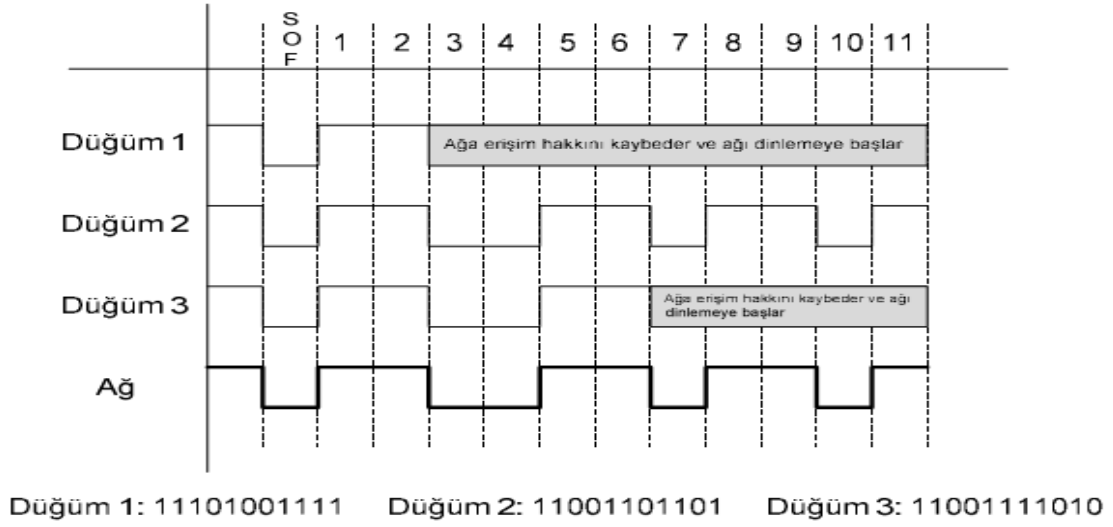 SOF 1 2 3 4 5 6 7 8 9 10 11
Düğüm 1
Ağa erişim hakkını kaybeder ve ağı dinlemeye başlar
Düğüm 2
Düğüm 3
Ağa erişim hakkını kaybeder ve ağı
dinlemeye başlar
Ağ
Düğüm 1: 11101001111 Düğüm 2: 11001101101 Düğüm 3: 11001111010